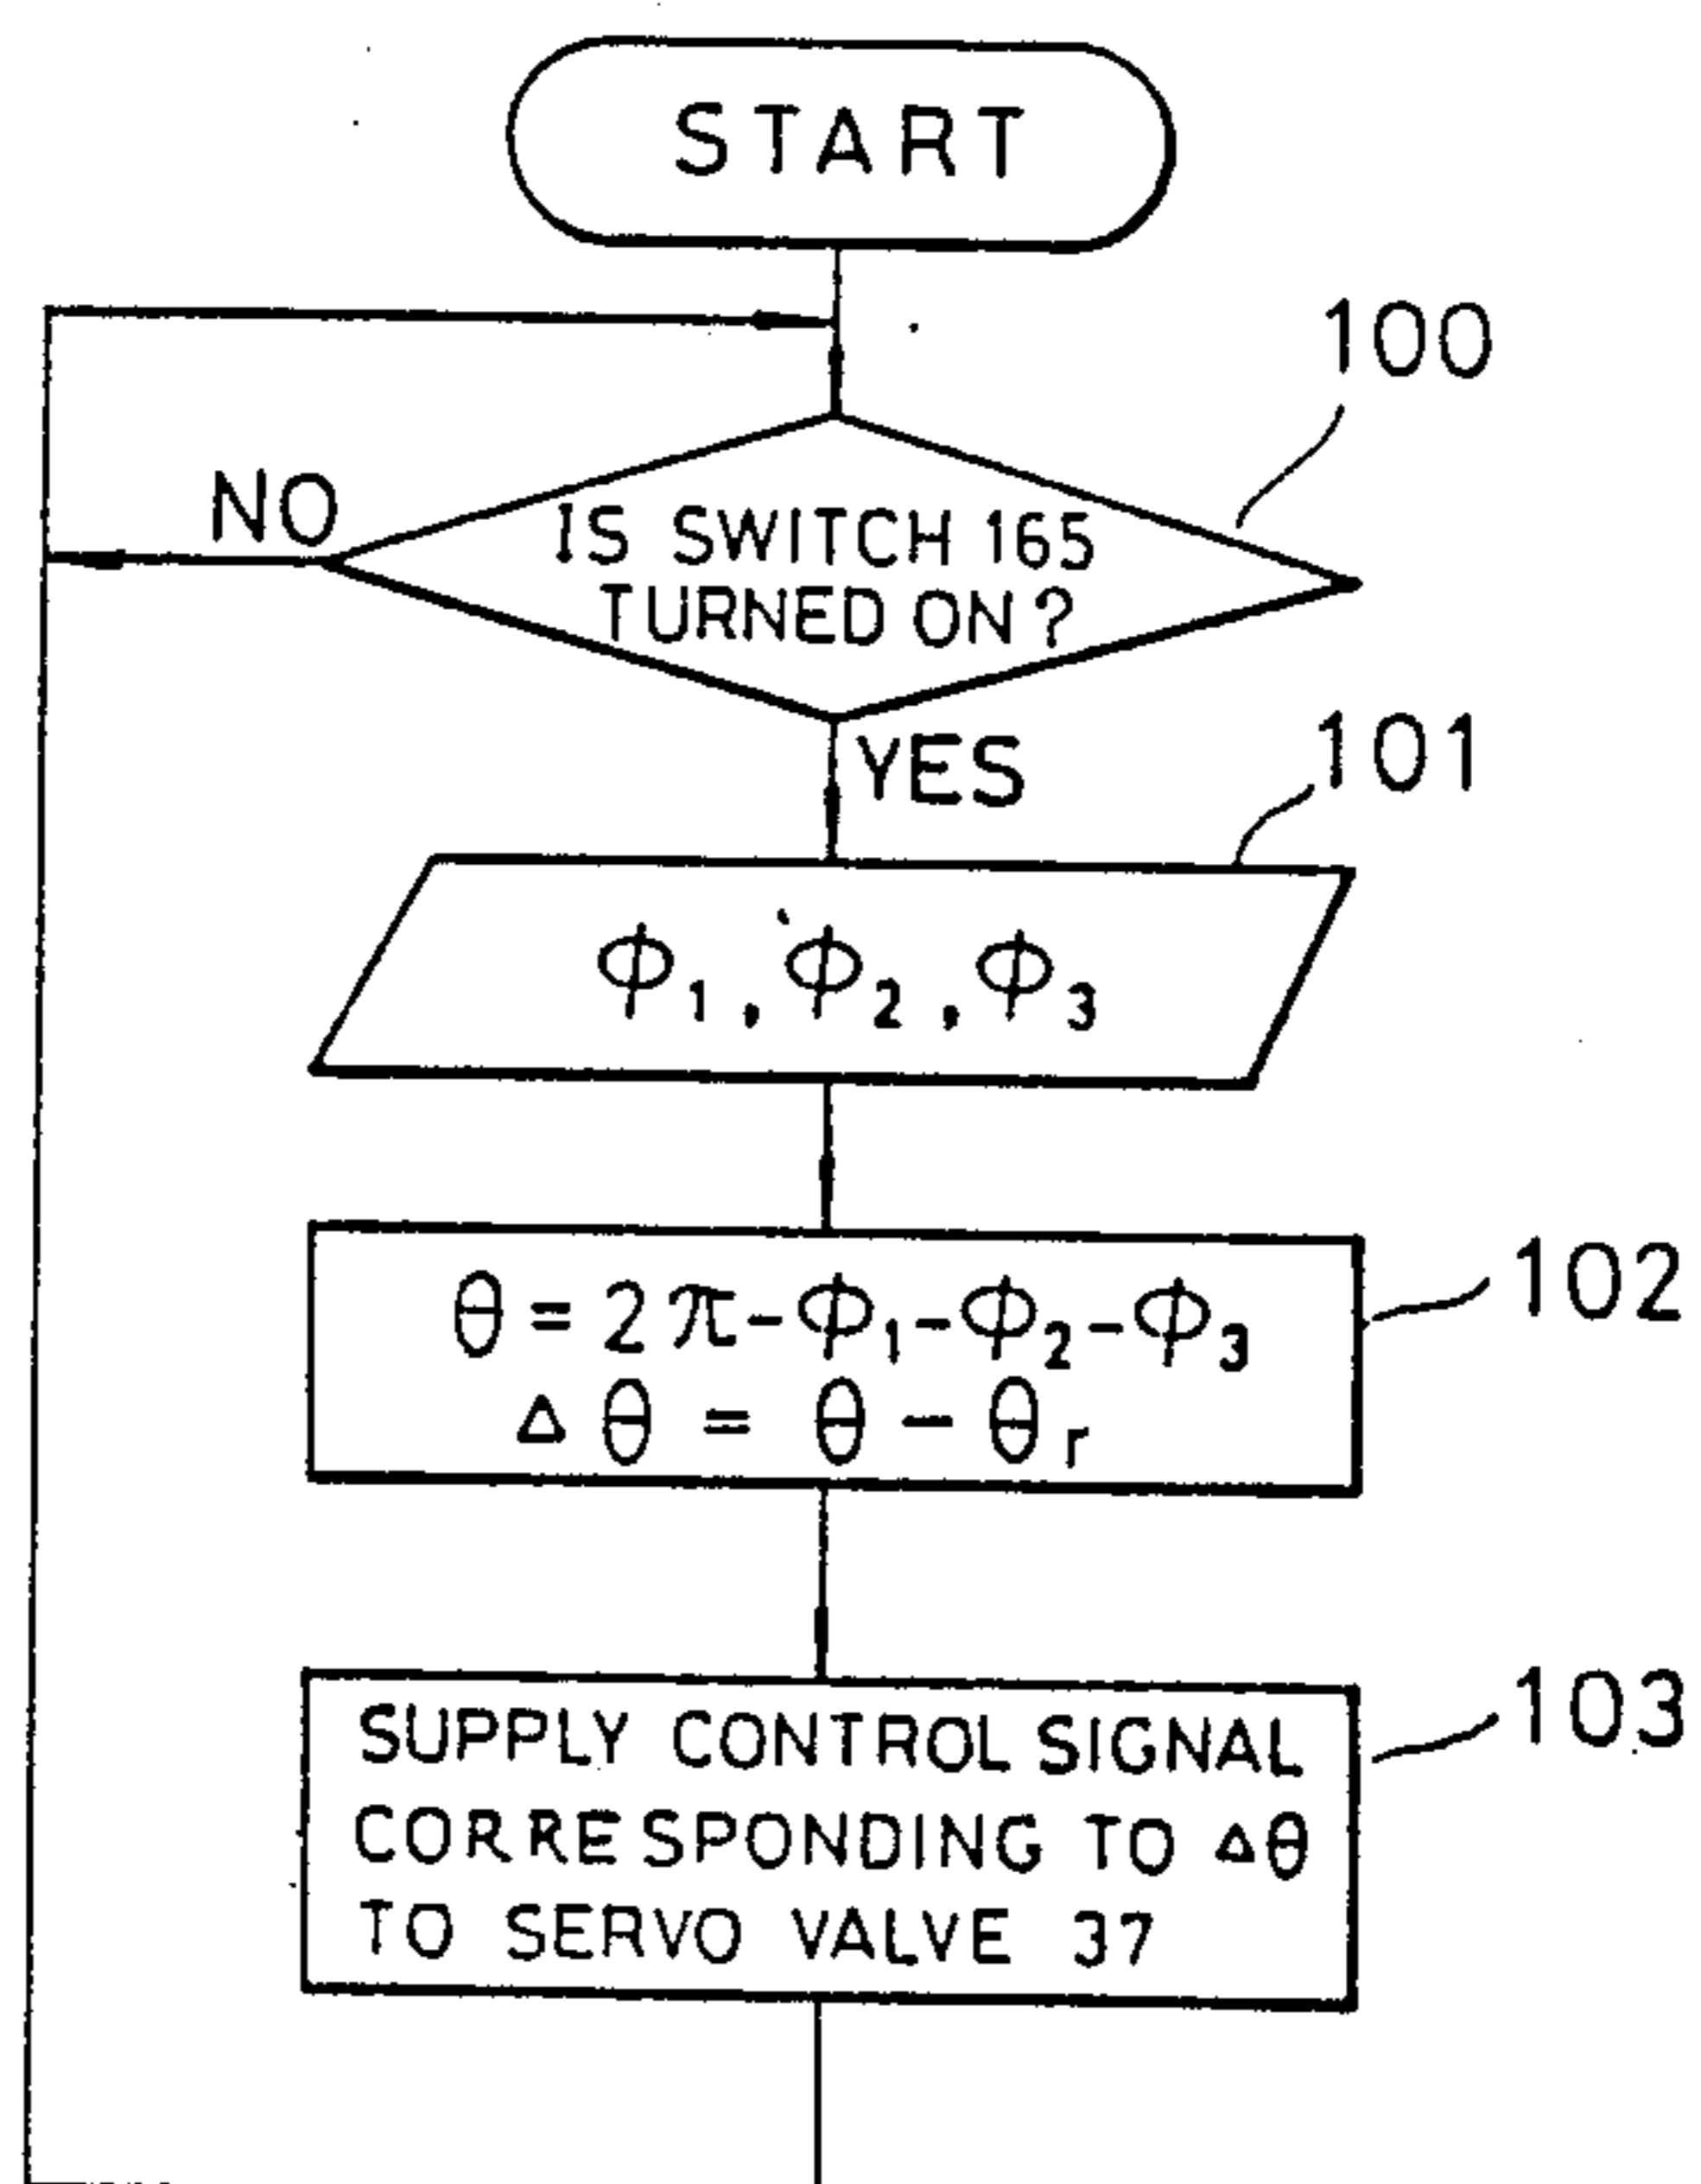 START
100
NO
IS SWITCH 165
TURNED ON?
YES
101
ϕ₁, ϕ₂, ϕ₃
θ = 2π-ϕ₁-ϕ₂-ϕ₃
Δθ = θ - θᵣ
102
SUPPLY CONTROL SIGNAL
CORRESPONDING TO Δθ
TO SERVO VALVE 37
103